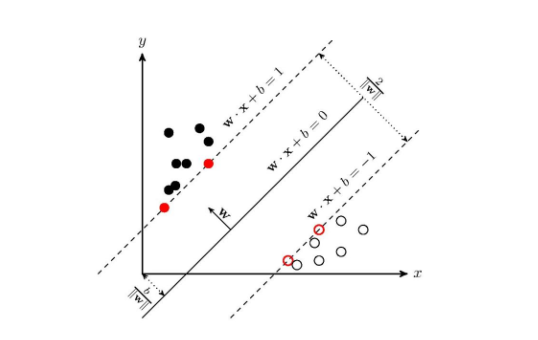 y
w · x + b = 1
2
‖w‖
w · x + b = 0
w · x + b = −1
w
x
b
‖w‖